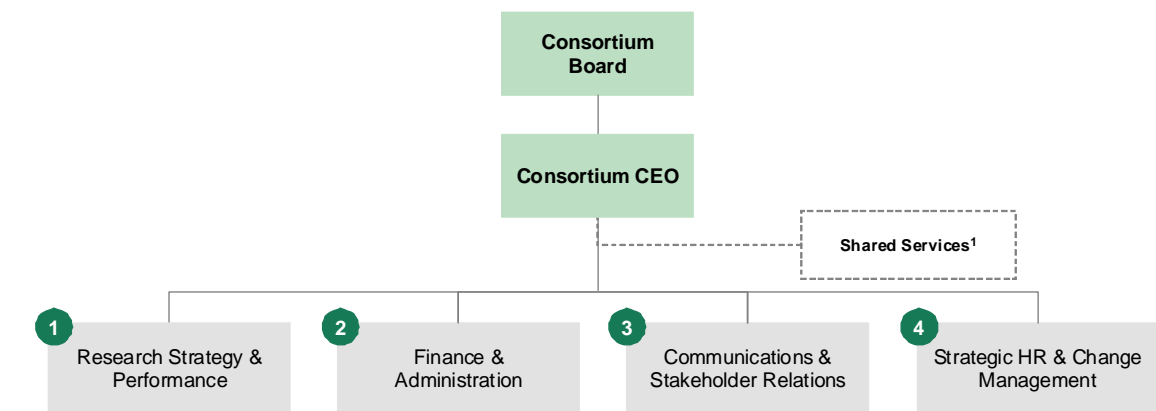 Consortium
Board
Consortium CEO
Shared Services¹
1
Research Strategy &
Performance
2
Finance &
Administration
3
Communications &
Stakeholder Relations
4
Strategic HR & Change
Management